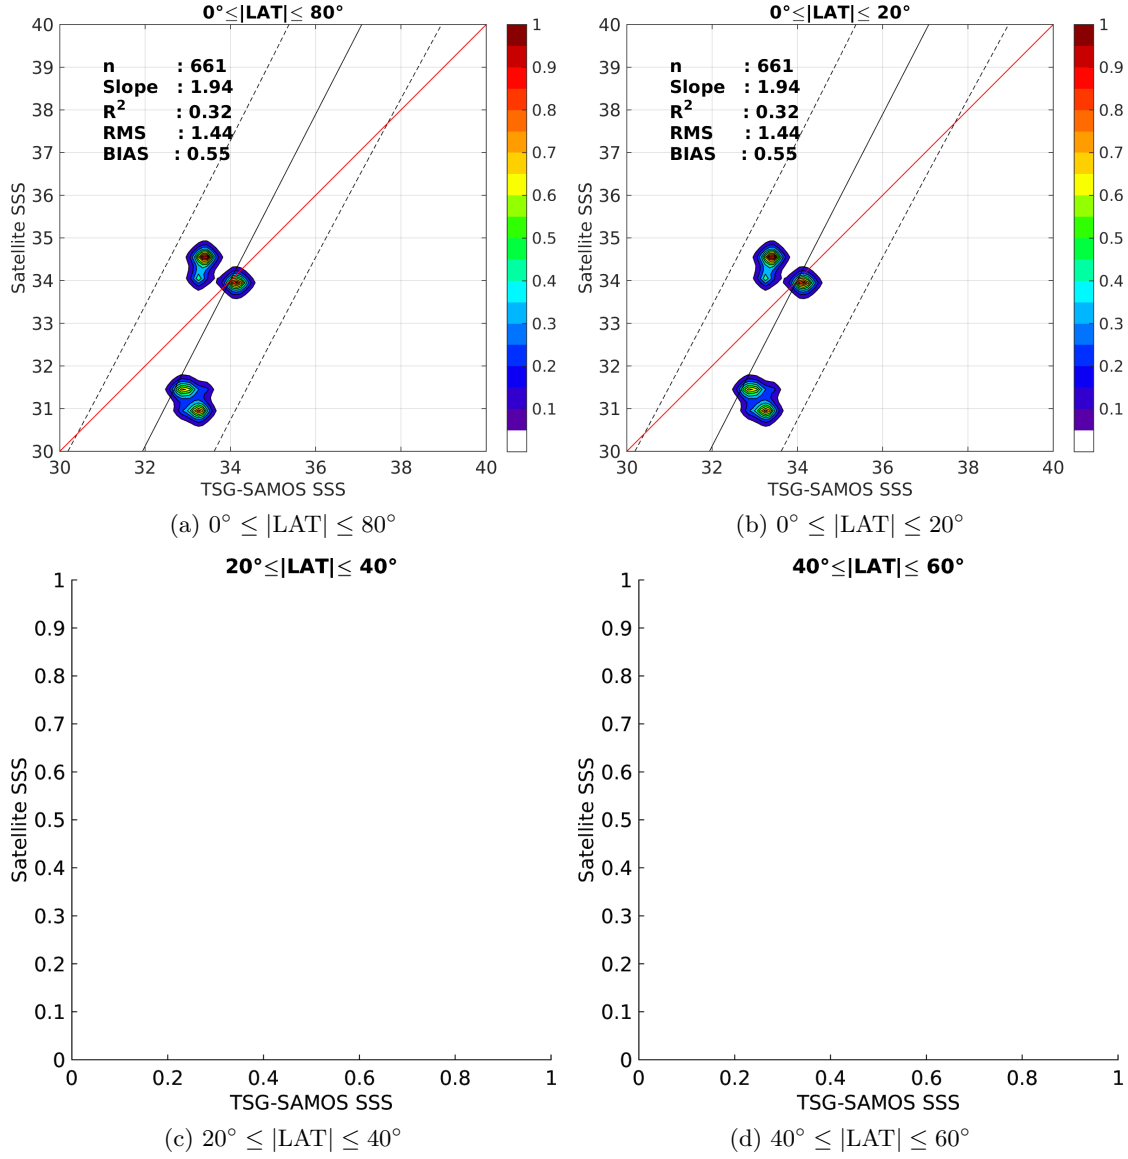 0°≤|LAT|≤ 80°
40
39
38
37
36
35
34
33
32
31
30
n : 661
Slope : 1.94
R² : 0.32
RMS : 1.44
BIAS : 0.55
Satellite SSS
30 32 34 36 38 40
TSG-SAMOS SSS
1
0.9
0.8
0.7
0.6
0.5
0.4
0.3
0.2
0.1
(a) 0° ≤ |LAT| ≤ 80°
0°≤|LAT|≤ 20°
40
39
38
37
36
35
34
33
32
31
30
n : 661
Slope : 1.94
R² : 0.32
RMS : 1.44
BIAS : 0.55
Satellite SSS
30 32 34 36 38 40
TSG-SAMOS SSS
1
0.9
0.8
0.7
0.6
0.5
0.4
0.3
0.2
0.1
(b) 0° ≤ |LAT| ≤ 20°
20°≤|LAT|≤ 40°
1
0.9
0.8
0.7
0.6
0.5
0.4
0.3
0.2
0.1
0
Satellite SSS
0 0.2 0.4 0.6 0.8 1
TSG-SAMOS SSS
(c) 20° ≤ |LAT| ≤ 40°
40°≤|LAT|≤ 60°
1
0.9
0.8
0.7
0.6
0.5
0.4
0.3
0.2
0.1
0
Satellite SSS
0 0.2 0.4 0.6 0.8 1
TSG-SAMOS SSS
(d) 40° ≤ |LAT| ≤ 60°